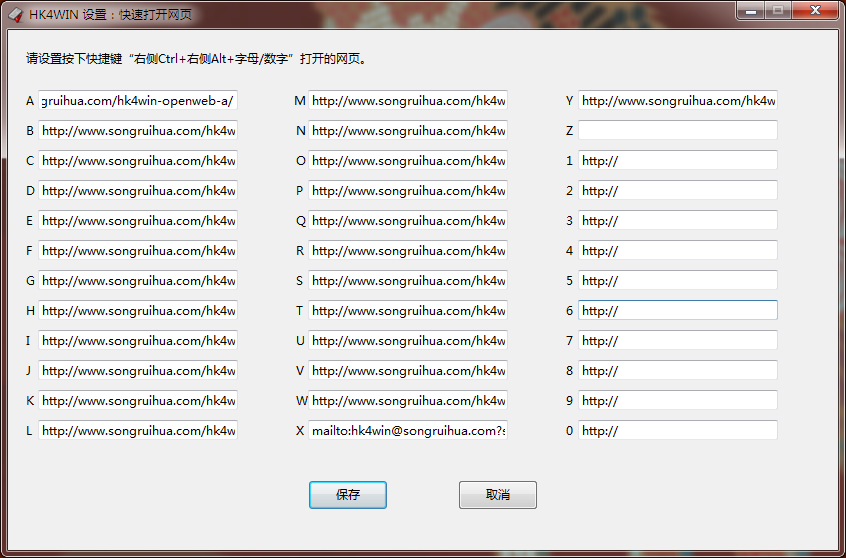 HK4WIN 设置：快速打开网页
请设置按下快捷键“右侧Ctrl+右侧Alt+字母/数字”打开的网页。
A gruihua.com/hk4win-openweb-a/
B http://www.songruihua.com/hk4w
C http://www.songruihua.com/hk4w
D http://www.songruihua.com/hk4w
E http://www.songruihua.com/hk4w
F http://www.songruihua.com/hk4w
G http://www.songruihua.com/hk4w
H http://www.songruihua.com/hk4w
I http://www.songruihua.com/hk4w
J http://www.songruihua.com/hk4w
K http://www.songruihua.com/hk4w
L http://www.songruihua.com/hk4w
M http://www.songruihua.com/hk4w
N http://www.songruihua.com/hk4w
O http://www.songruihua.com/hk4w
P http://www.songruihua.com/hk4w
Q http://www.songruihua.com/hk4w
R http://www.songruihua.com/hk4w
S http://www.songruihua.com/hk4w
T http://www.songruihua.com/hk4w
U http://www.songruihua.com/hk4w
V http://www.songruihua.com/hk4w
W http://www.songruihua.com/hk4w
X mailto:hk4win@songruihua.com?s
Y http://www.songruihua.com/hk4w
Z
1 http://
2 http://
3 http://
4 http://
5 http://
6 http://
7 http://
8 http://
9 http://
0 http://
保存
取消